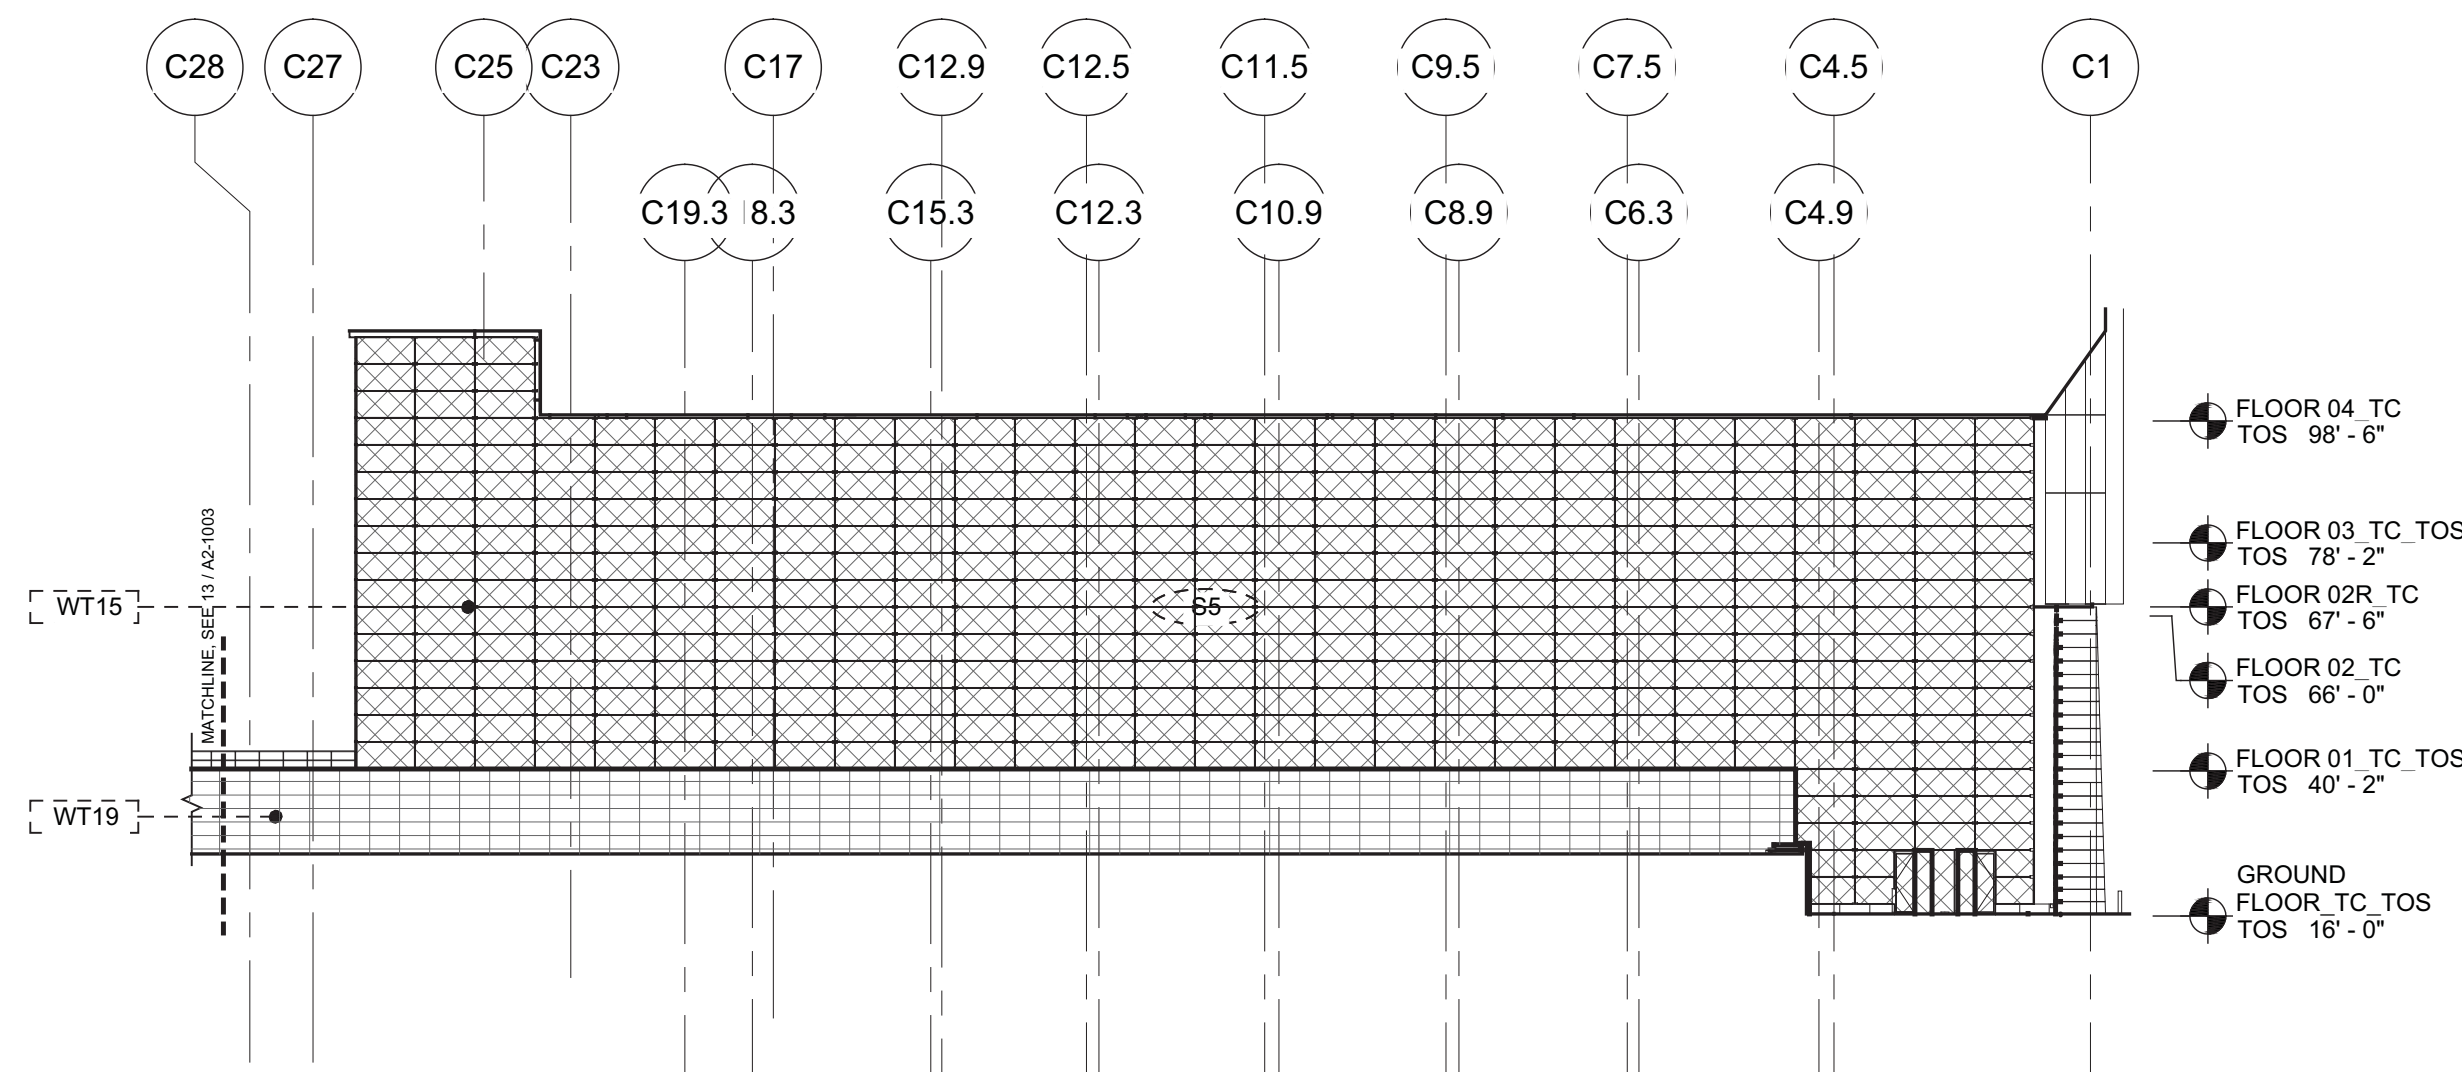 C28
C27
C25
C23
C17
C12.9
C12.5
C11.5
C9.5
C7.5
C4.5
C1
C19.3
8.3
C15.3
C12.3
C10.9
C8.9
C6.3
C4.9
FLOOR 04_TC
TOS 98' - 6"
FLOOR 03_TC_TOS
TOS 78' - 2"
MATCHLINE, SEE 13 / A2-1003
WT15
S5
FLOOR 02R_TC
TOS 67' - 6"
FLOOR 02_TC
TOS 66' - 0"
FLOOR 01_TC_TOS
TOS 40' - 2"
WT19
GROUND
FLOOR_TC_TOS
TOS 16' - 0"